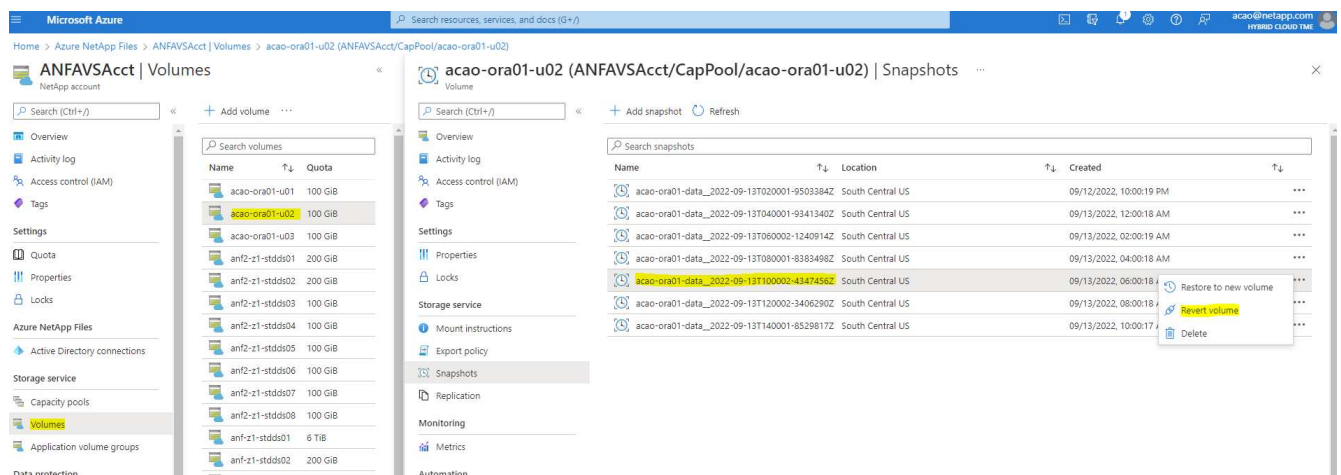 Microsoft Azure
Search resources, services, and docs (G+/)
acao@netapp.com
HYBRID CLOUD TME
Home > Azure NetApp Files > ANFAVSAcct | Volumes > acao-ora01-u02 (ANFAVSAcct/CapPool/acao-ora01-u02)
ANFAVSAcct | Volumes
NetApp account
Search (Ctrl+/)
Overview
Activity log
Access control (IAM)
Tags
Settings
Quota
Properties
Locks
Azure NetApp Files
Active Directory connections
Storage service
Capacity pools
Volumes
Application volume groups
Data protection
+ Add volume ...
Search volumes
Name ↑↓ Quota
acao-ora01-u01 100 GiB
acao-ora01-u02 100 GiB
acao-ora01-u03 100 GiB
anf2-z1-stdds01 200 GiB
anf2-z1-stdds02 200 GiB
anf2-z1-stdds03 100 GiB
anf2-z1-stdds04 100 GiB
anf2-z1-stdds05 100 GiB
anf2-z1-stdds06 100 GiB
anf2-z1-stdds07 100 GiB
anf2-z1-stdds08 100 GiB
anf-z1-stdds01 6 TiB
anf-z1-stdds02 200 GiB
acao-ora01-u02 (ANFAVSAcct/CapPool/acao-ora01-u02) | Snapshots ...
Volume
Search (Ctrl+/)
Overview
Activity log
Access control (IAM)
Tags
Settings
Properties
Locks
Storage service
Mount instructions
Export policy
Snapshots
Replication
Monitoring
Metrics
Automation
+ Add snapshot Refresh
Search snapshots
Name ↑↓ Location ↑↓ Created ↑↓
acao-ora01-data__2022-09-13T020001-9503384Z South Central US 09/12/2022, 10:00:19 PM ...
acao-ora01-data__2022-09-13T040001-9341340Z South Central US 09/13/2022, 12:00:18 AM ...
acao-ora01-data__2022-09-13T060002-1240914Z South Central US 09/13/2022, 02:00:19 AM ...
acao-ora01-data__2022-09-13T080001-8383498Z South Central US 09/13/2022, 04:00:18 AM ...
acao-ora01-data__2022-09-13T100002-4347456Z South Central US 09/13/2022, 06:00:18 ...
acao-ora01-data__2022-09-13T120002-3406290Z South Central US 09/13/2022, 08:00:18 ...
acao-ora01-data__2022-09-13T140001-8529817Z South Central US 09/13/2022, 10:00:17 ...
Restore to new volume
Revert volume
Delete